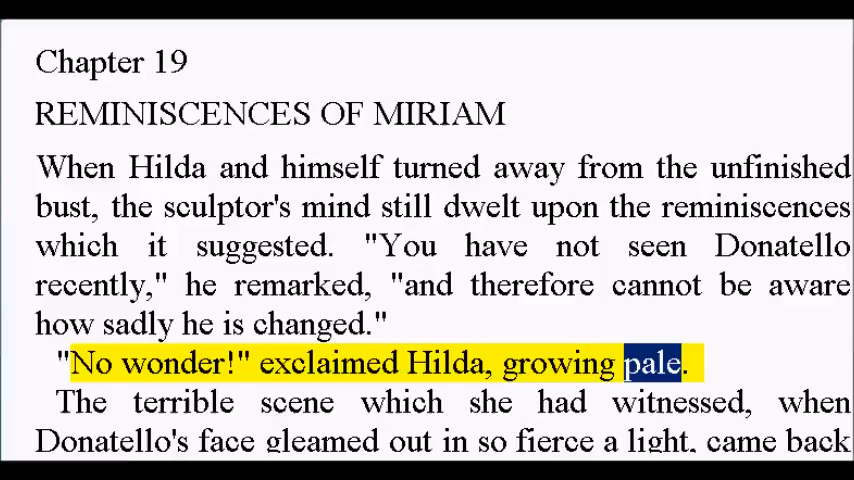 Chapter 19
REMINISCENCES OF MIRIAM
When Hilda and himself turned away from the unfinished
bust, the sculptor's mind still dwelt upon the reminiscences
which it suggested. "You have not seen Donatello
recently," he remarked, "and therefore cannot be aware
how sadly he is changed."
"No wonder!" exclaimed Hilda, growing pale.
The terrible scene which she had witnessed, when
Donatello's face gleamed out in so fierce a light, came back